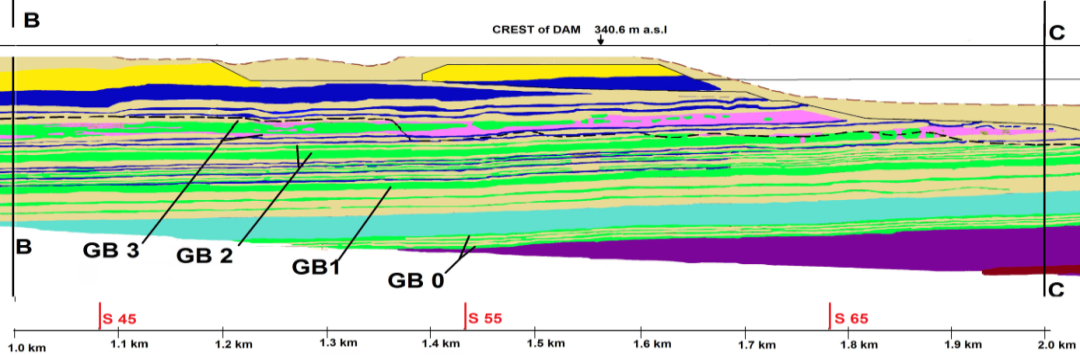 B
CREST of DAM 340.6 m a.s.l
C
B
GB 3
GB 2
GB1
GB 0
C
S 45
S 55
S 65
1.0 km
1.1 km
1.2 km
1.3 km
1.4 km
1.5 km
1.6 km
1.7 km
1.8 km
1.9 km
2.0 km